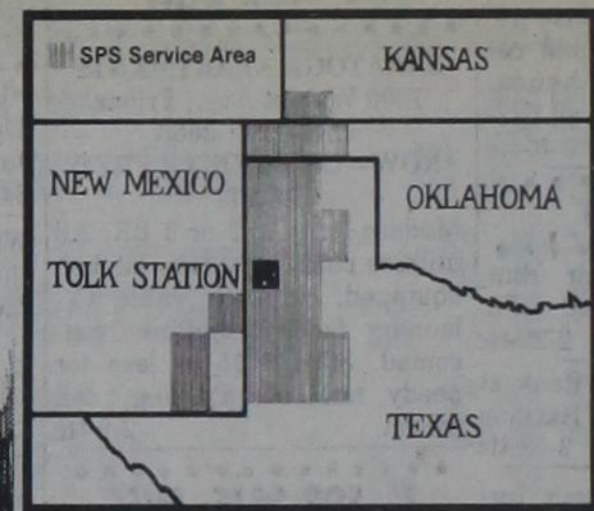 SPS Service Area
KANSAS
NEW MEXICO
OKLAHOMA
TOLK STATION
TEXAS